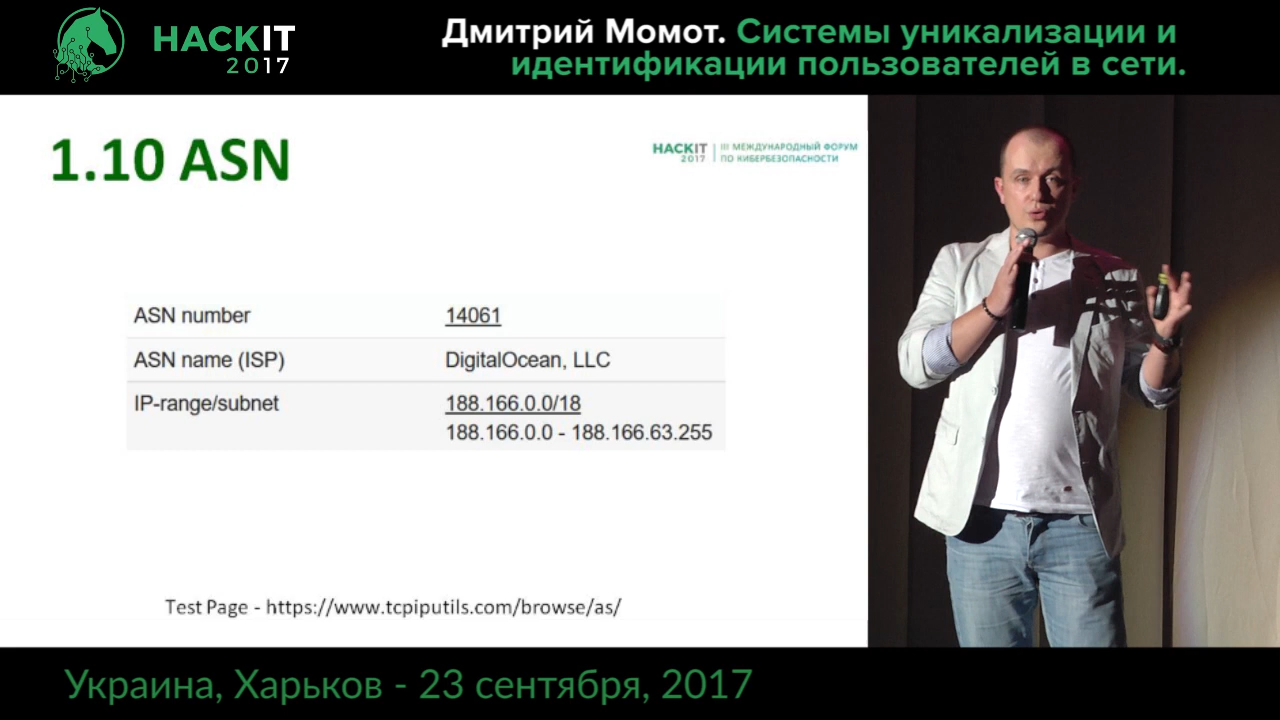 HACKIT
2017
Дмитрий Момот. Системы уникализации и
идентификации пользователей в сети.
1.10 ASN
HACKIT
2017
III МЕЖДУНАРОДНЫЙ ФОРУМ
ПО КИБЕРБЕЗОПАСНОСТИ
ASN number 14061
ASN name (ISP) DigitalOcean, LLC
IP-range/subnet 188.166.0.0/18
188.166.0.0 - 188.166.63.255
Test Page - https://www.tcpiputils.com/browse/as/
Украина, Харьков - 23 сентября, 2017